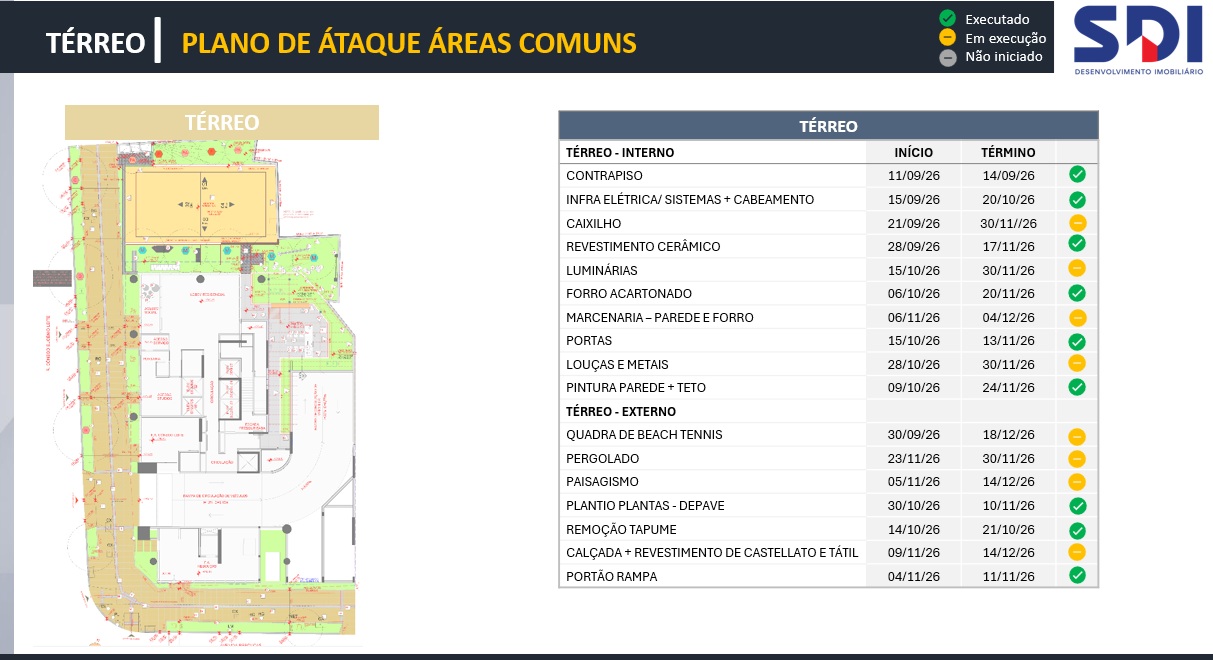 TÉRREO | PLANO DE ÁTAQUE ÁREAS COMUNS
Executado
Em execução
Não iniciado
SDI
DESENVOLVIMENTO IMOBILIÁRIO
TÉRREO
TÉRREO
TÉRREO - INTERNO INÍCIO TÉRMINO
CONTRAPISO 11/09/26 14/09/26
INFRA ELÉTRICA/ SISTEMAS + CABEAMENTO 15/09/26 20/10/26
CAIXILHO 21/09/26 30/11//26
REVESTIMENTO CERÂMICO 28/09/26 17/11/26
LUMINÁRIAS 15/10/26 30/11/26
FORRO ACARTONADO 06/10/26 20/11/26
MARCENARIA – PAREDE E FORRO 06/11/26 04/12/26
PORTAS 15/10/26 13/11/26
LOUÇAS E METAIS 28/10/26 30/11/26
PINTURA PAREDE + TETO 09/10/26 24/11/26
TÉRREO - EXTERNO
QUADRA DE BEACH TENNIS 30/09/26 18/12/26
PERGOLADO 23/11/26 30/11/26
PAISAGISMO 05/11/26 14/12/26
PLANTIO PLANTAS - DEPAVE 30/10/26 10/11/26
REMOÇÃO TAPUME 14/10/26 21/10/26
CALÇADA + REVESTIMENTO DE CASTELLATO E TÁTIL 09/11/26 14/12/26
PORTÃO RAMPA 04/11/26 11/11/26